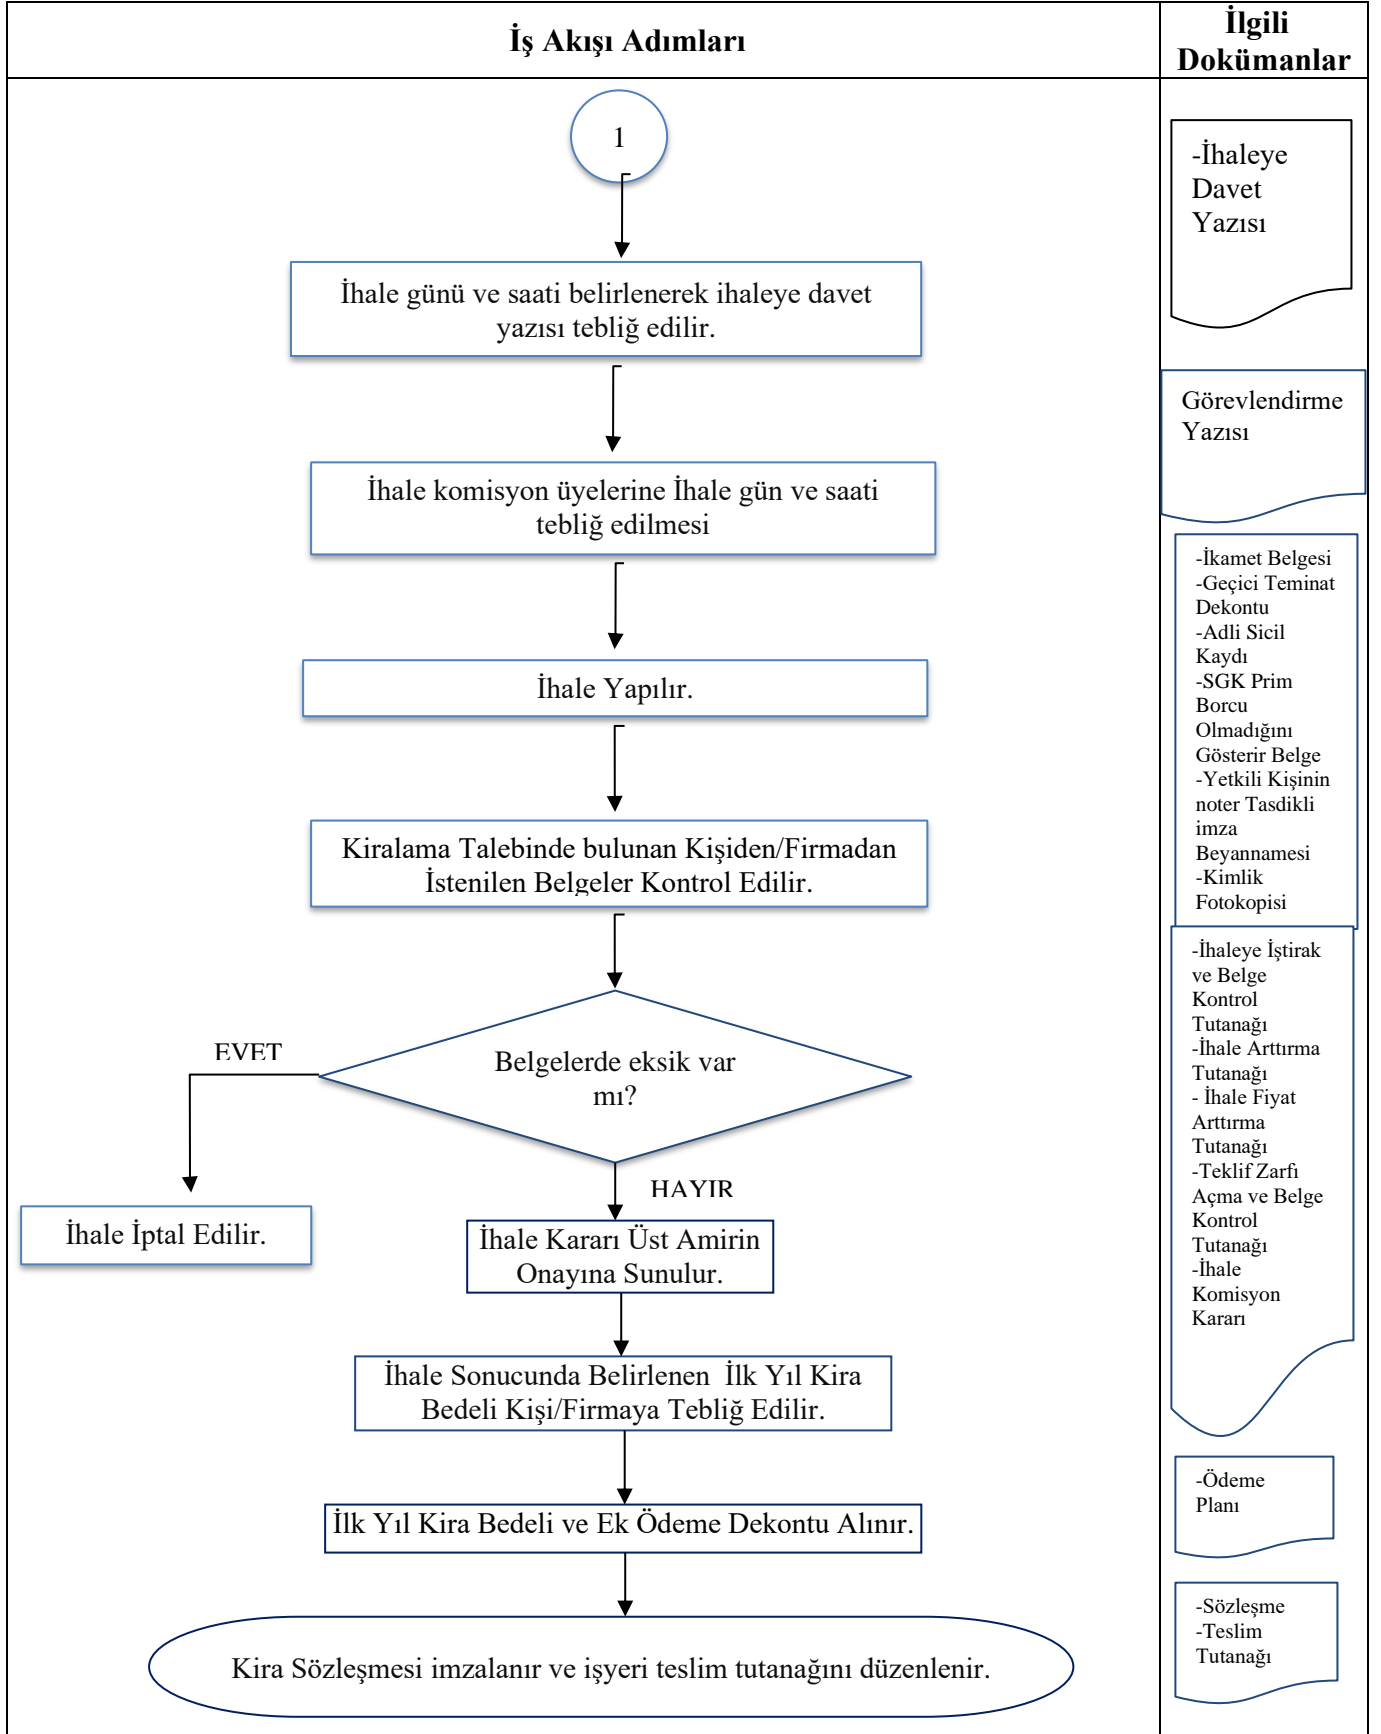 İş Akışı Adımları
İlgili
Dokümanlar
1
İhale günü ve saati belirlenerek ihaleye davet
yazısı tebliğ edilir.
İhale komisyon üyelerine İhale gün ve saati
tebliğ edilmesi
İhale Yapılır.
Kiralama Talebinde bulunan Kişiden/Firmadan
İstenilen Belgeler Kontrol Edilir.
Belgelerde eksik var
mı?
EVET
HAYIR
İhale İptal Edilir.
İhale Kararı Üst Amirin
Onayına Sunulur.
İhale Sonucunda Belirlenen İlk Yıl Kira
Bedeli Kişi/Firmaya Tebliğ Edilir.
İlk Yıl Kira Bedeli ve Ek Ödeme Dekontu Alınır.
Kira Sözleşmesi imzalanır ve işyeri teslim tutanağını düzenlenir.
-İhaleye
Davet
Yazısı
Görevlendirme
Yazısı
-İkamet Belgesi
-Geçici Teminat
Dekontu
-Adli Sicil
Kaydı
-SGK Prim
Borcu
Olmadığını
Gösterir Belge
-Yetkili Kişinin
noter Tasdikli
imza
Beyannamesi
-Kimlik
Fotokopisi
-İhaleye İştirak
ve Belge
Kontrol
Tutanağı
-İhale Arttırma
Tutanağı
- İhale Fiyat
Arttırma
Tutanağı
-Teklif Zarfı
Açma ve Belge
Kontrol
Tutanağı
-İhale
Komisyon
Kararı
-Ödeme
Planı
-Sözleşme
-Teslim
Tutanağı